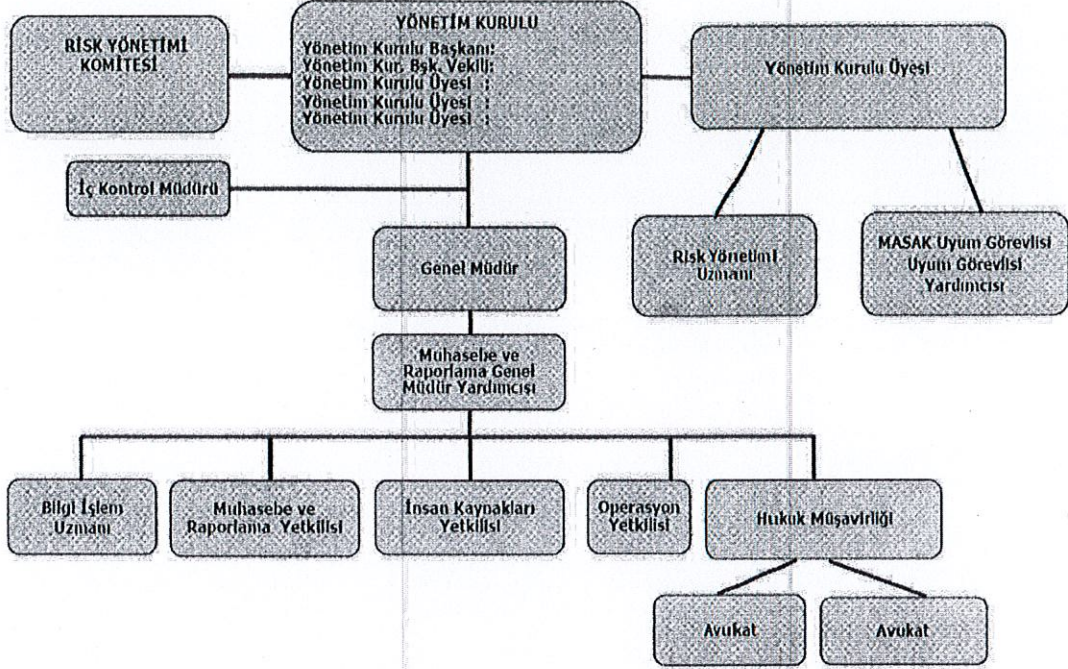 RİSK YÖNETİMİ
KOMİTESİ
YÖNETİM KURULU
Yönetim Kurulu Başkanı:
Yönetim Kur. Bşk. Vekili:
Yönetim Kurulu Üyesi :
Yönetim Kurulu Üyesi :
Yönetim Kurulu Üyesi :
Yönetim Kurulu Üyesi
İç Kontrol Müdürü
Genel Müdür
Risk Yönetimi
Uzmanı
MASAK Uyum Görevlisi
Uyum Görevlisi
Yardımcısı
Muhasebe ve
Raporlama Genel
Müdür Yardımcısı
Bilgi İşlem
Uzmanı
Muhasebe ve
Raporlama Yetkilisi
İnsan Kaynakları
Yetkilisi
Operasyon
Yetkilisi
Hukuk Müşavirliği
Avukat
Avukat